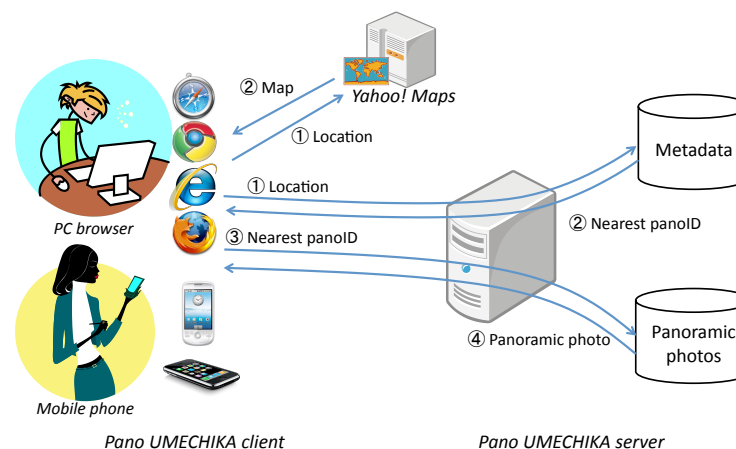 ② Map
Yahoo! Maps
① Location
Metadata
① Location
② Nearest panoID
PC browser
③ Nearest panoID
④ Panoramic photo
Panoramic
photos
Mobile phone
Pano UMECHIKA client
Pano UMECHIKA server